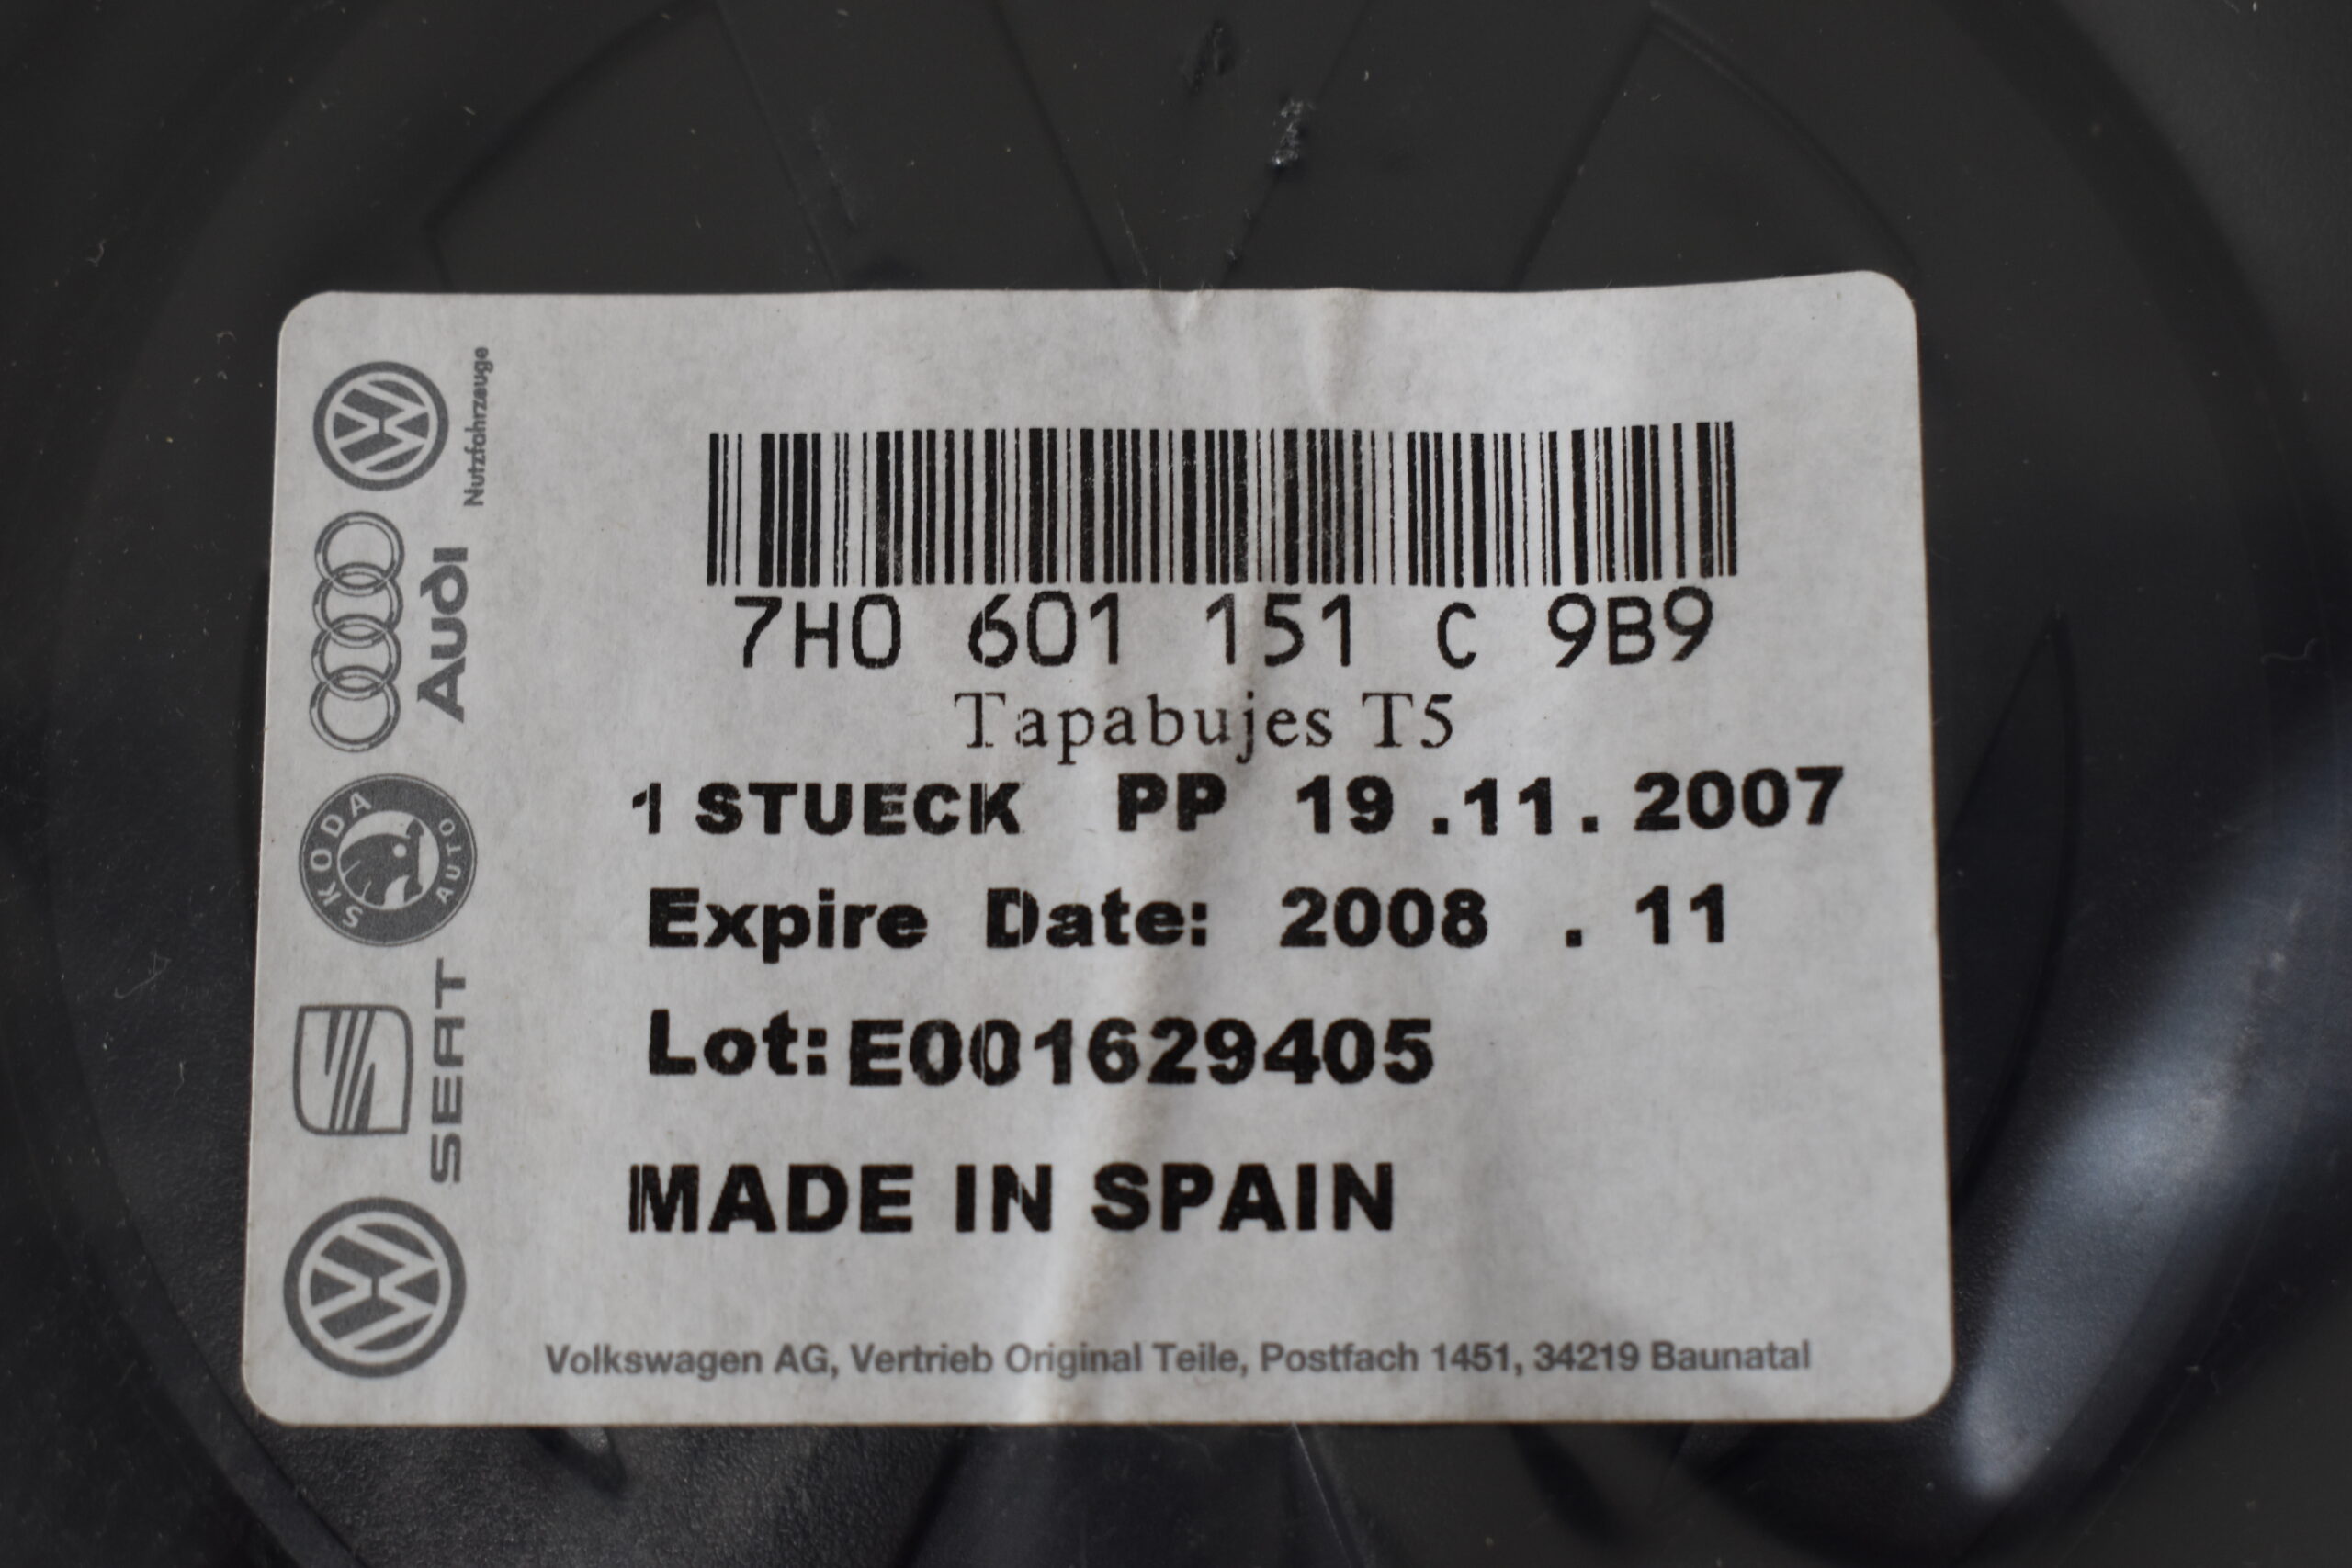 Nutzfahrzeuge
Audi
SKODA
AUTO
SEAT
7H0 601 151 C 9B9
Tapabujes T5
1 STUECK PP 19.11.2007
Expire Date: 2008 . 11
Lot: E001629405
MADE IN SPAIN
Volkswagen AG, Vertrieb Original Teile, Postfach 1451, 34219 Baunatal